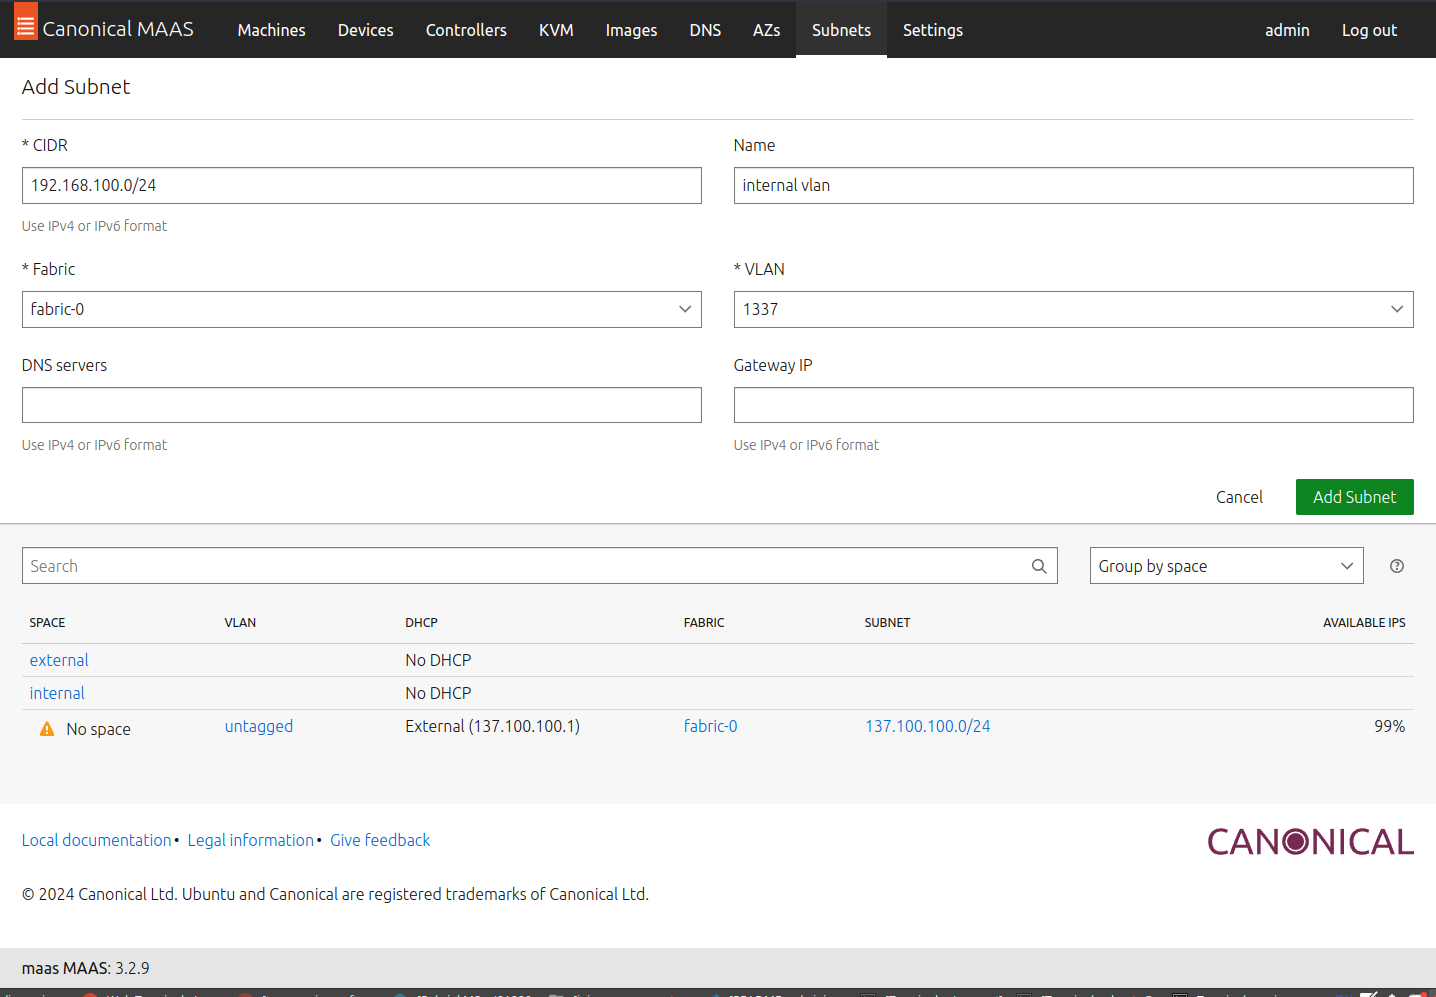 Canonical MAAS Machines Devices Controllers KVM Images DNS AZs Subnets Settings admin Log out
Add Subnet
* CIDR Name
192.168.100.0/24 internal vlan
Use IPv4 or IPv6 format
* Fabric * VLAN
fabric-0 1337
DNS servers Gateway IP
Use IPv4 or IPv6 format Use IPv4 or IPv6 format
Cancel Add Subnet
Search Group by space
SPACE VLAN DHCP FABRIC SUBNET AVAILABLE IPS
external No DHCP
internal No DHCP
No space untagged External (137.100.100.1) fabric-0 137.100.100.0/24 99%
Local documentation • Legal information • Give feedback
CANONICAL
© 2024 Canonical Ltd. Ubuntu and Canonical are registered trademarks of Canonical Ltd.
maas MAAS: 3.2.9